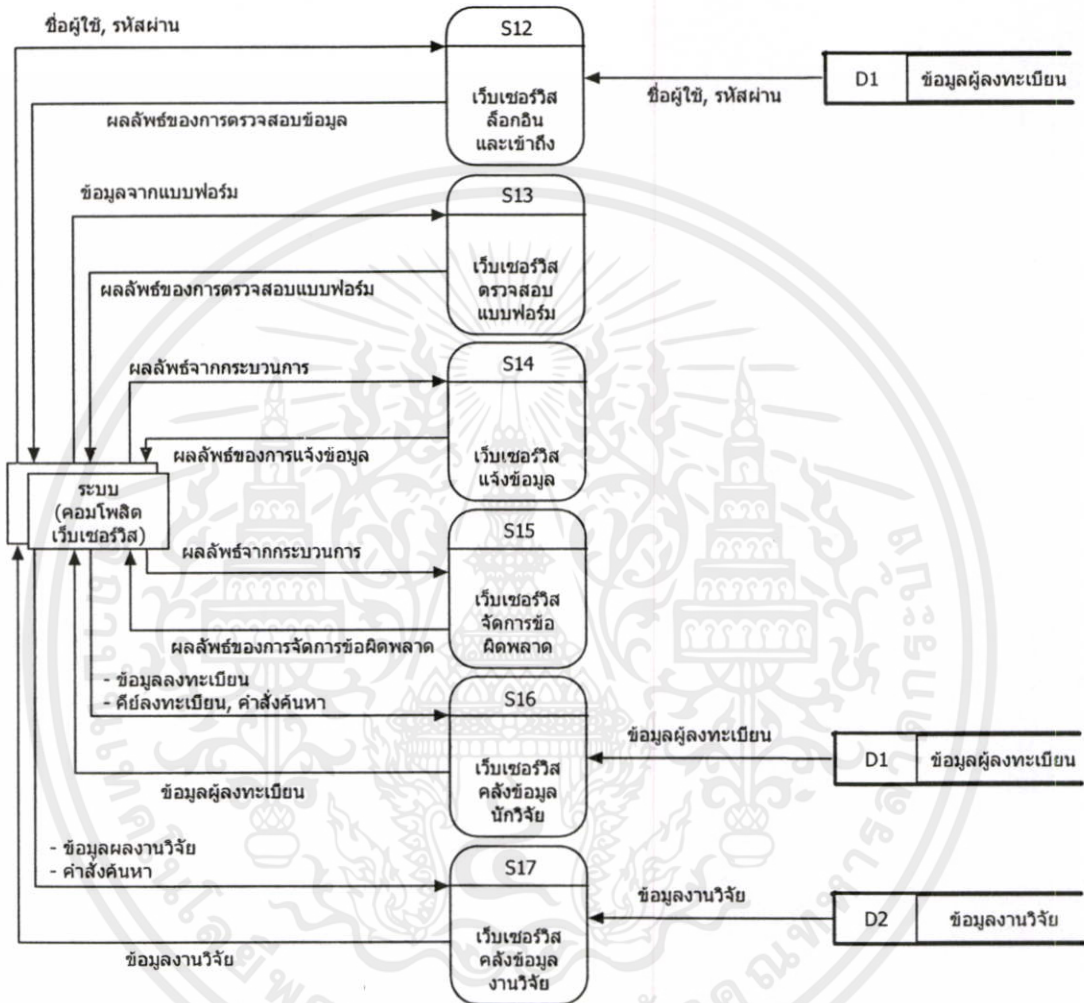 ชื่อผู้ใช้, รหัสผ่าน
S12
เว็บเซอร์วิส
ล็อกอิน
และเข้าถึง
ชื่อผู้ใช้, รหัสผ่าน
D1
ข้อมูลผู้ลงทะเบียน
ผลลัพธ์ของการตรวจสอบข้อมูล
ข้อมูลจากแบบฟอร์ม
S13
เว็บเซอร์วิส
ตรวจสอบ
แบบฟอร์ม
ผลลัพธ์ของการตรวจสอบแบบฟอร์ม
ผลลัพธ์จากกระบวนการ
S14
เว็บเซอร์วิส
แจ้งข้อมูล
ผลลัพธ์ของการแจ้งข้อมูล
ระบบ
(คอมโพสิต
เว็บเซอร์วิส)
ผลลัพธ์จากกระบวนการ
S15
เว็บเซอร์วิส
จัดการข้อ
ผิดพลาด
ผลลัพธ์ของการจัดการข้อผิดพลาด
- ข้อมูลลงทะเบียน
- คีย์ลงทะเบียน, คำสั่งค้นหา
S16
เว็บเซอร์วิส
คลังข้อมูล
นักวิจัย
ข้อมูลผู้ลงทะเบียน
D1
ข้อมูลผู้ลงทะเบียน
ข้อมูลผู้ลงทะเบียน
- ข้อมูลผลงานวิจัย
- คำสั่งค้นหา
S17
เว็บเซอร์วิส
คลังข้อมูล
งานวิจัย
ข้อมูลงานวิจัย
D2
ข้อมูลงานวิจัย
ข้อมูลงานวิจัย